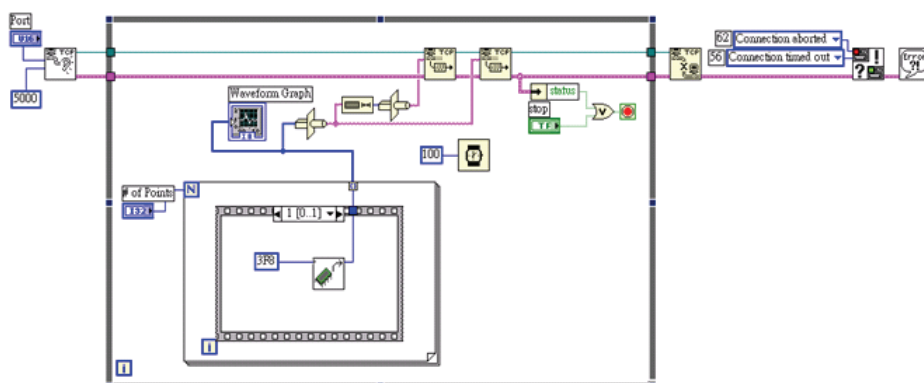 Port
U16
5000
TCP
Waveform Graph
TCP
TCP
status
stop
TF
100
# of Points
I32
N
1 [0..1]
3F8
i
i
TCP
62
Connection aborted
56
Connection timed out
Error
?!